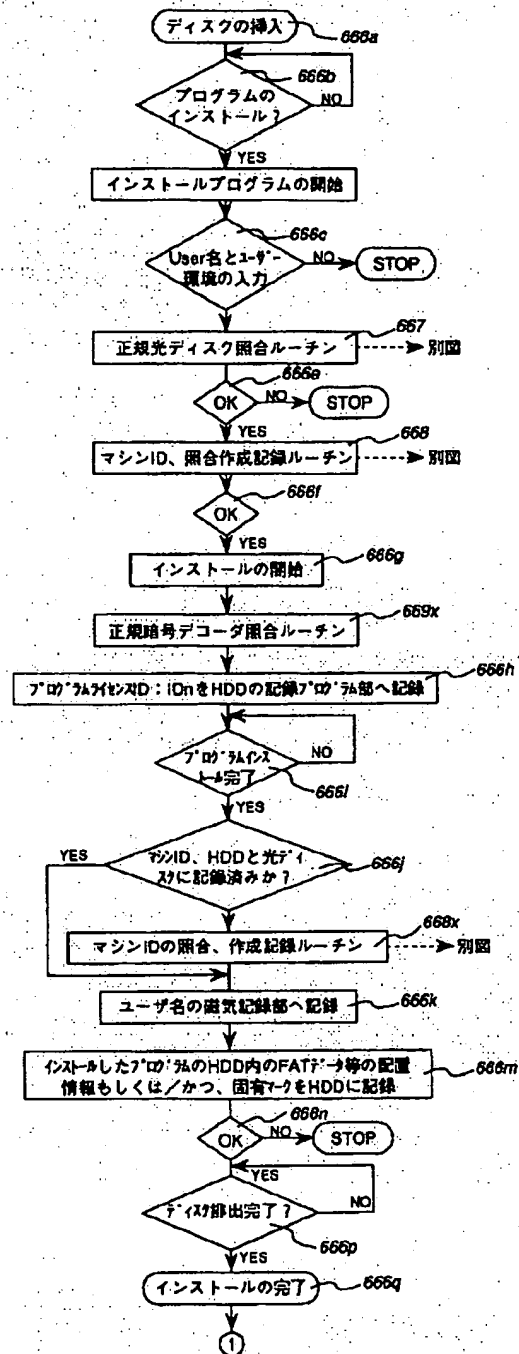 ディスクの挿入
666a
666b
プログラムの
インストール?
NO
YES
インストールプログラムの開始
666c
User名とユーザー
環境の入力
NO
STOP
YES
667
正規光ディスク照合ルーチン
別図
666e
OK
NO
STOP
YES
668
マシンID、照合作成記録ルーチン
別図
666f
OK
YES
666g
インストールの開始
669x
正規暗号デコーダ照合ルーチン
666h
プログラムライセンスID:IDnをHDDの記録プログラム部へ記録
プログラムインス
トール完了
NO
666i
YES
YES
マシンID、HDDと光ディ
スクに記録済みか?
666j
668x
マシンIDの照合、作成記録ルーチン
別図
ユーザ名の磁気記録部へ記録
666k
インストールしたプログラムのHDD内のFATデータ等の配置
情報もしくは/かつ、固有マークをHDDに記録
666m
666n
OK
NO
STOP
YES
ディスク排出完了?
NO
666p
YES
インストールの完了
666q
1